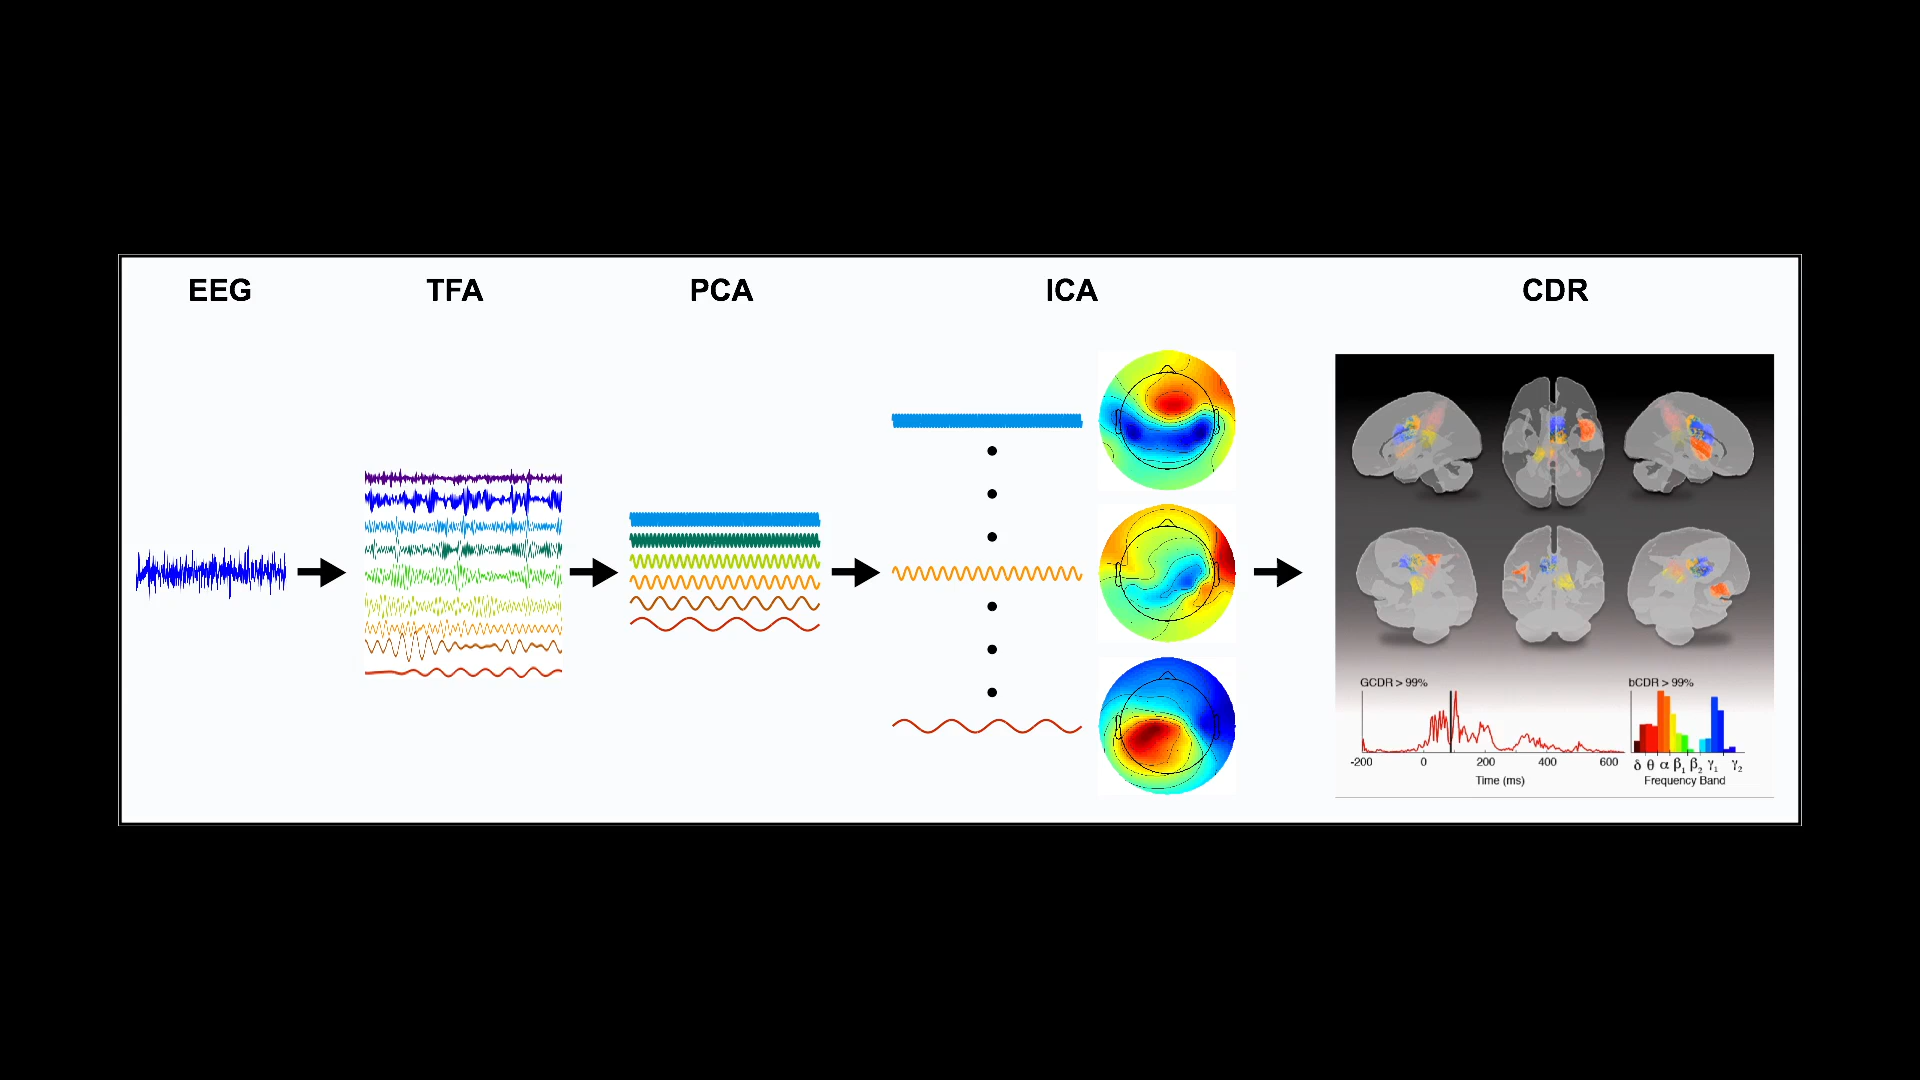 EEG
TFA
PCA
ICA
CDR
GCDR > 99%
bCDR > 99%
-200 0 200 400 600
Time (ms)
δ θ α β₁ β₂ γ₁ γ₂
Frequency Band